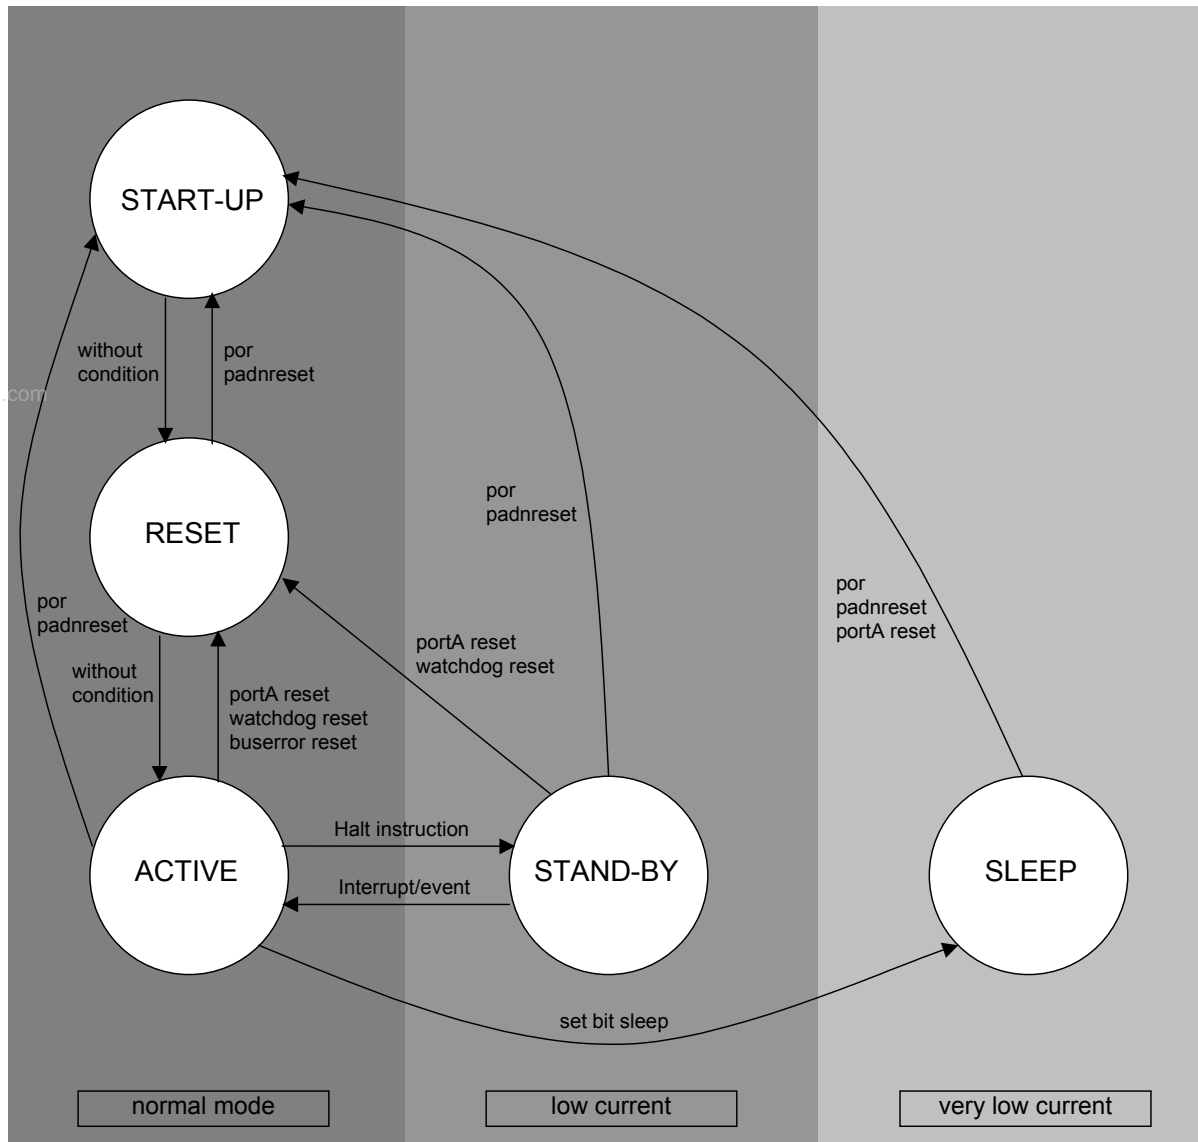 START-UP
without
condition
por
padnreset
.com
RESET
por
padnreset
por
padnreset
portA reset
por
padnreset
without
condition
portA reset
watchdog reset
buserror reset
portA reset
watchdog reset
Halt instruction
ACTIVE
STAND-BY
SLEEP
Interrupt/event
set bit sleep
normal mode
low current
very low current